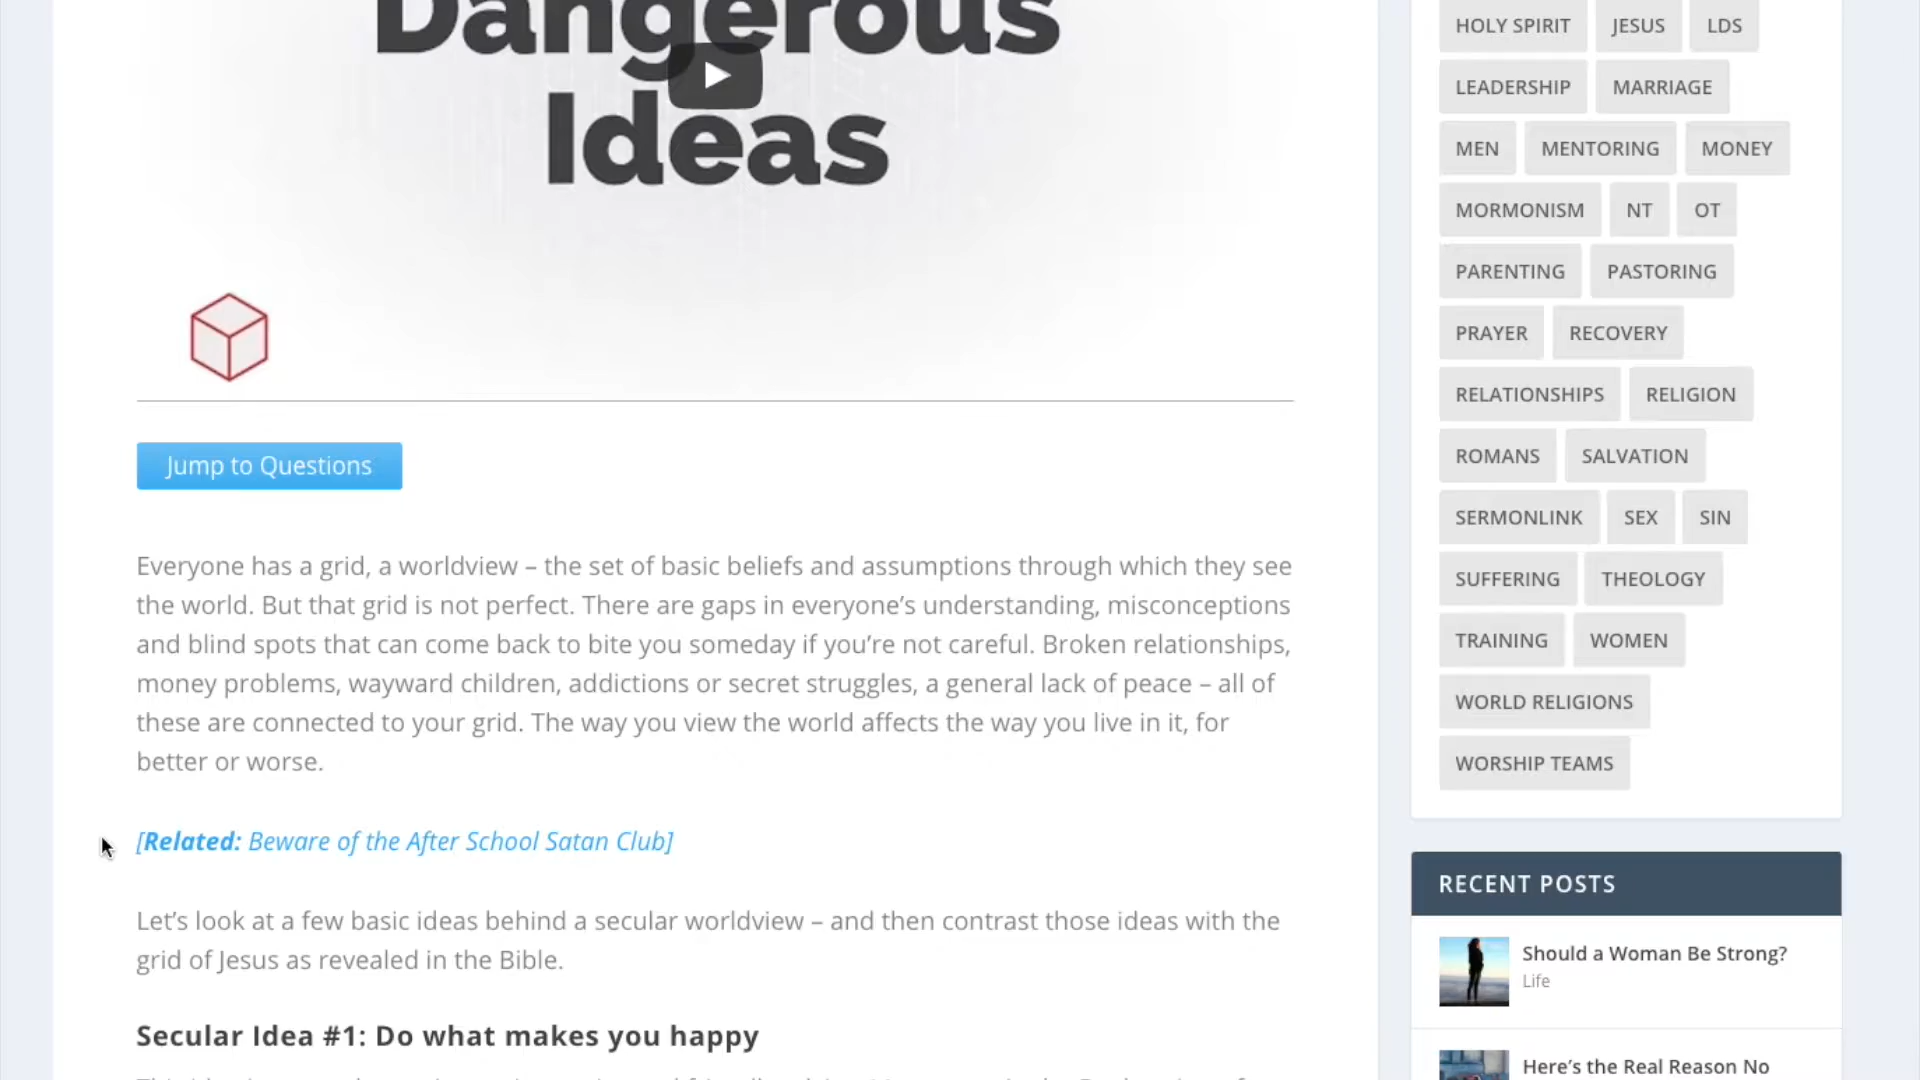 Dangerous
Ideas
Jump to Questions
Everyone has a grid, a worldview – the set of basic beliefs and assumptions through which they see
the world. But that grid is not perfect. There are gaps in everyone’s understanding, misconceptions
and blind spots that can come back to bite you someday if you’re not careful. Broken relationships,
money problems, wayward children, addictions or secret struggles, a general lack of peace – all of
these are connected to your grid. The way you view the world affects the way you live in it, for
better or worse.
[Related: Beware of the After School Satan Club]
Let’s look at a few basic ideas behind a secular worldview – and then contrast those ideas with the
grid of Jesus as revealed in the Bible.
Secular Idea #1: Do what makes you happy
HOLY SPIRIT JESUS LDS
LEADERSHIP MARRIAGE
MEN MENTORING MONEY
MORMONISM NT OT
PARENTING PASTORING
PRAYER RECOVERY
RELATIONSHIPS RELIGION
ROMANS SALVATION
SERMONLINK SEX SIN
SUFFERING THEOLOGY
TRAINING WOMEN
WORLD RELIGIONS
WORSHIP TEAMS
RECENT POSTS
Should a Woman Be Strong?
Life
Here’s the Real Reason No